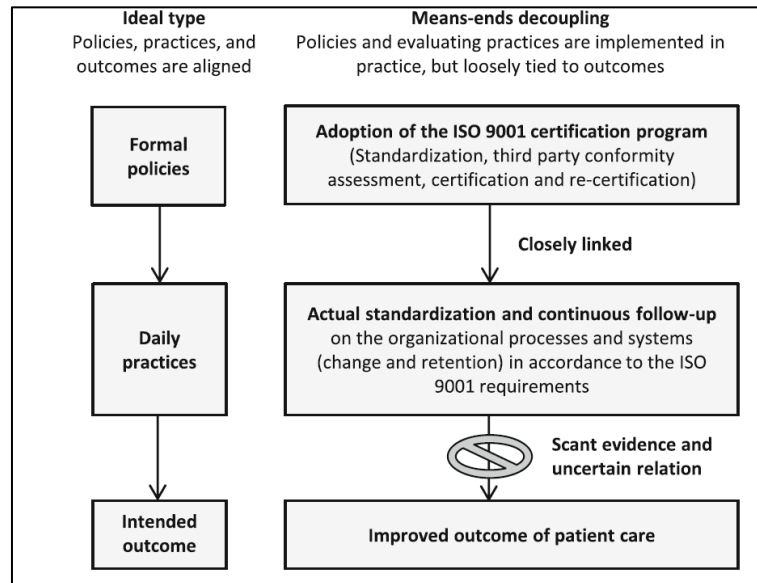 Ideal type
Policies, practices, and
outcomes are aligned
Means-ends decoupling
Policies and evaluating practices are implemented in
practice, but loosely tied to outcomes
Formal
policies
Adoption of the ISO 9001 certification program
(Standardization, third party conformity
assessment, certification and re-certification)
Closely linked
Daily
practices
Actual standardization and continuous follow-up
on the organizational processes and systems
(change and retention) in accordance to the ISO
9001 requirements
Scant evidence and
uncertain relation
Intended
outcome
Improved outcome of patient care